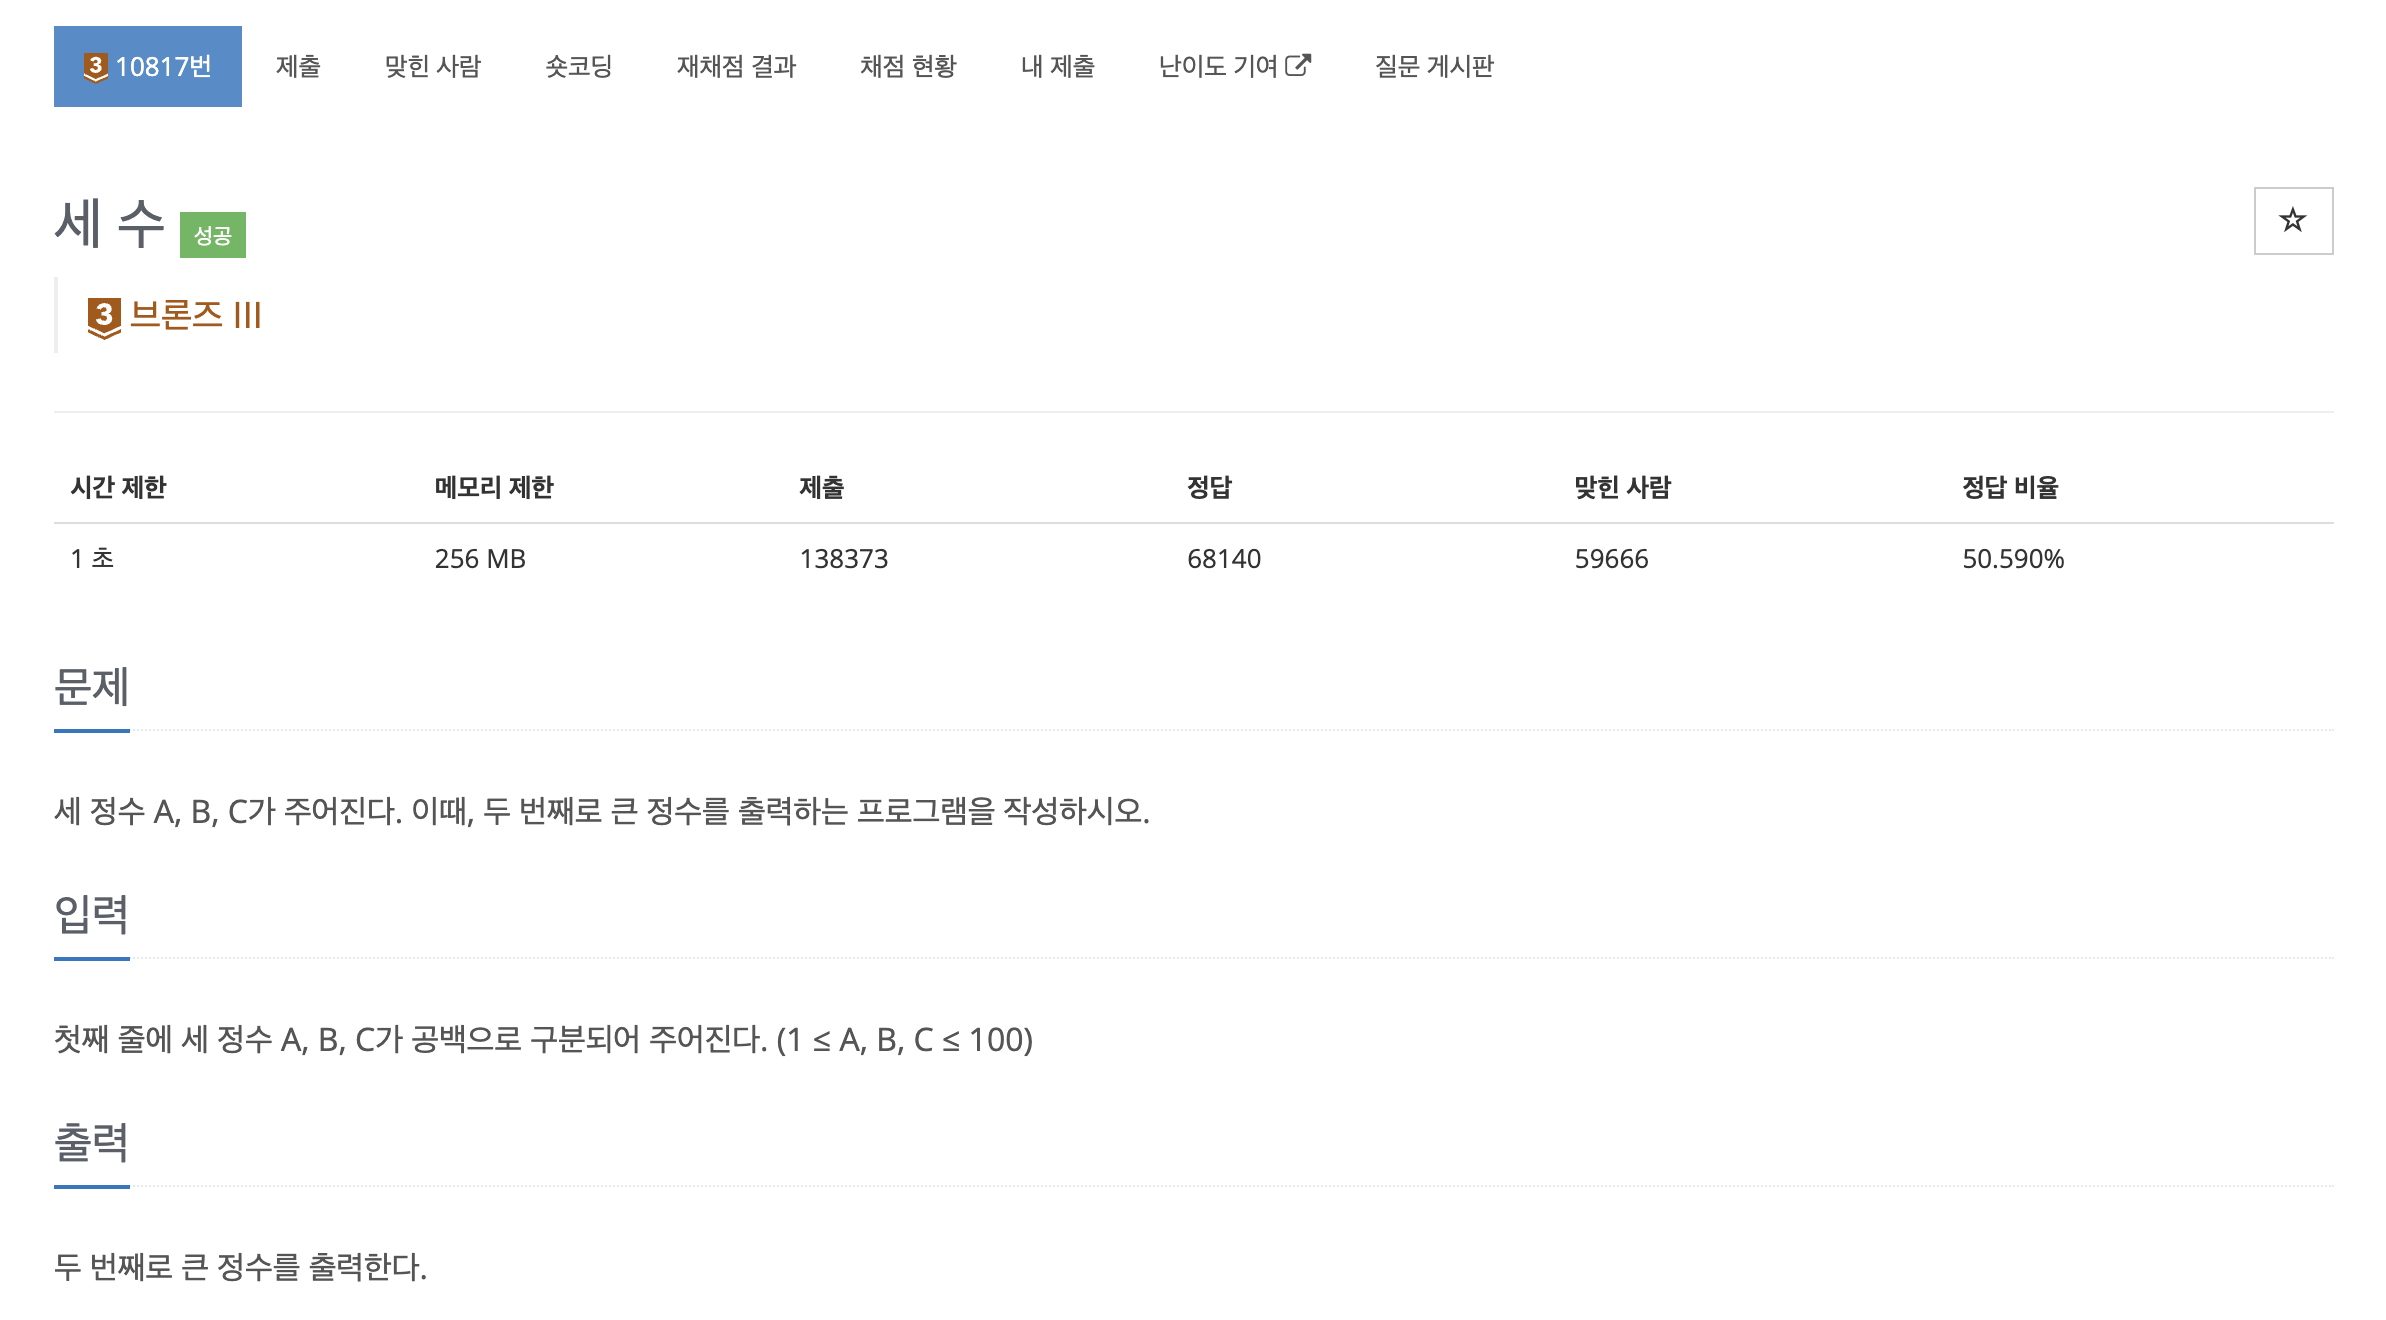 3 10817번 제출 맞힌 사람 숏코딩 재채점 결과 채점 현황 내 제출 난이도 기여 질문 게시판
세 수 성공
3 브론즈 III
시간 제한 메모리 제한 제출 정답 맞힌 사람 정답 비율
1 초 256 MB 138373 68140 59666 50.590%
문제
세 정수 A, B, C가 주어진다. 이때, 두 번째로 큰 정수를 출력하는 프로그램을 작성하시오.
입력
첫째 줄에 세 정수 A, B, C가 공백으로 구분되어 주어진다. (1 ≤ A, B, C ≤ 100)
출력
두 번째로 큰 정수를 출력한다.